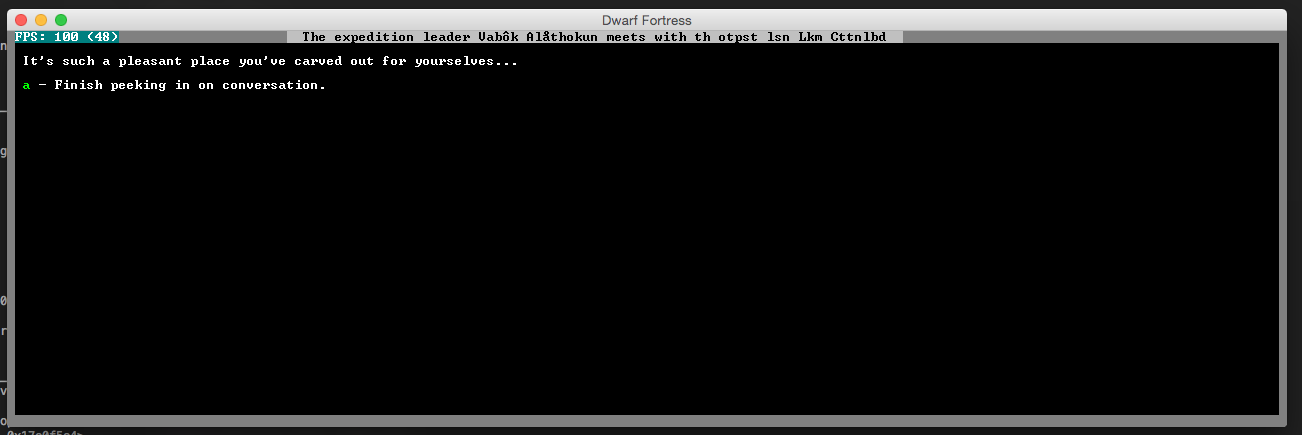 Dwarf Fortress
FPS: 100 (48) The expedition leader Vabôk Alåthokun meets with th otpst lsn Lkm Cttnlbd
It's such a pleasant place you've carved out for yourselves...
a - Finish peeking in on conversation.